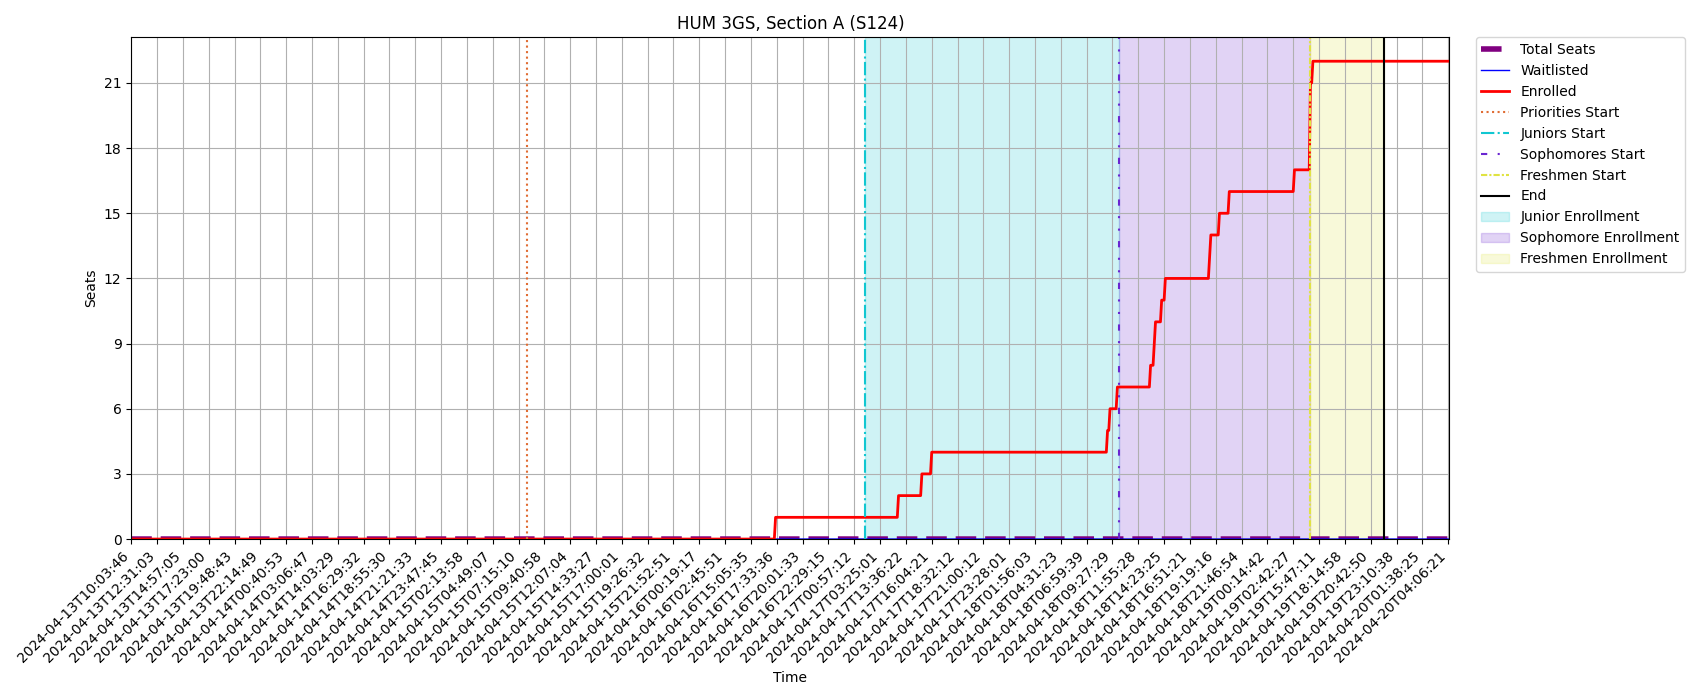 HUM 3GS, Section A (S124)
Total Seats
Waitlisted
Enrolled
Priorities Start
Juniors Start
Sophomores Start
Freshmen Start
End
Junior Enrollment
Sophomore Enrollment
Freshmen Enrollment
Seats
21
18
15
12
9
6
3
0
2024-04-13T10:03:46
2024-04-13T12:31:03
2024-04-13T14:57:05
2024-04-13T17:23:00
2024-04-13T19:48:43
2024-04-13T22:14:49
2024-04-14T00:40:53
2024-04-14T03:06:47
2024-04-14T14:03:29
2024-04-14T16:29:32
2024-04-14T18:55:30
2024-04-14T21:21:33
2024-04-14T23:47:45
2024-04-15T02:13:58
2024-04-15T04:49:07
2024-04-15T07:15:10
2024-04-15T09:40:58
2024-04-15T12:07:04
2024-04-15T14:33:27
2024-04-15T17:00:01
2024-04-15T19:26:32
2024-04-15T21:52:51
2024-04-16T00:19:17
2024-04-16T02:45:51
2024-04-16T15:05:35
2024-04-16T17:33:36
2024-04-16T20:01:33
2024-04-16T22:29:15
2024-04-17T00:57:12
2024-04-17T03:25:01
2024-04-17T13:36:22
2024-04-17T16:04:21
2024-04-17T18:32:12
2024-04-17T21:00:12
2024-04-17T23:28:01
2024-04-18T01:56:03
2024-04-18T04:31:23
2024-04-18T06:59:39
2024-04-18T09:27:29
2024-04-18T11:55:28
2024-04-18T14:23:25
2024-04-18T16:51:21
2024-04-18T19:19:16
2024-04-18T21:46:54
2024-04-19T00:14:42
2024-04-19T02:42:27
2024-04-19T15:47:11
2024-04-19T18:14:58
2024-04-19T20:42:50
2024-04-19T23:10:38
2024-04-20T01:38:25
2024-04-20T04:06:21
Time